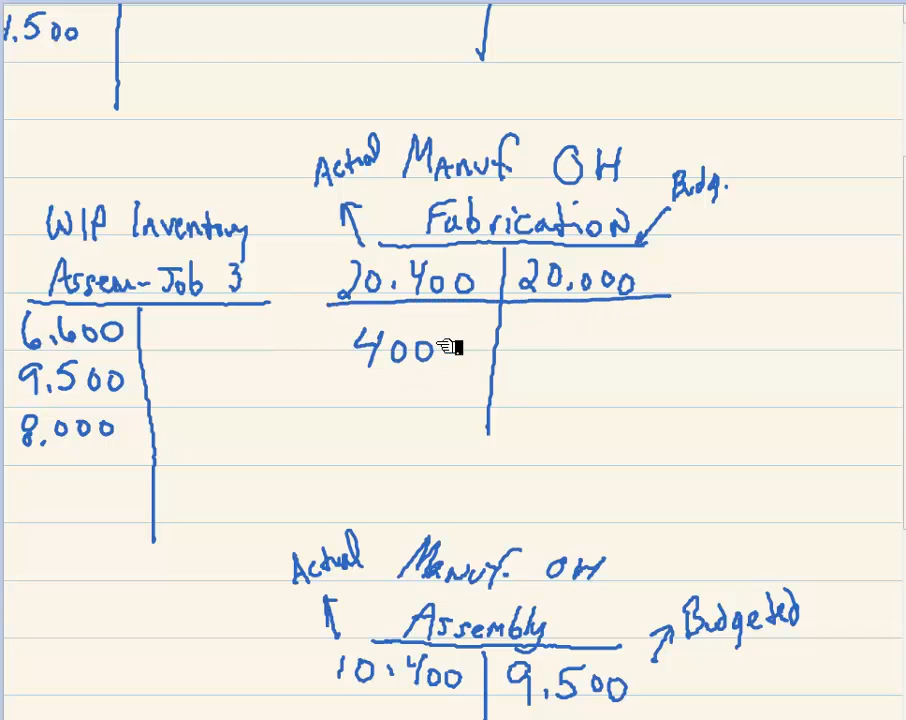 1.500
Actual Manuf. OH
Budg.
Fabrication
20.400 20.000
400
WIP Inventory
Assem-Job 3
6.600
9.500
8.000
Actual Manuf. OH
Assembly
Budgeted
10.400 9.500